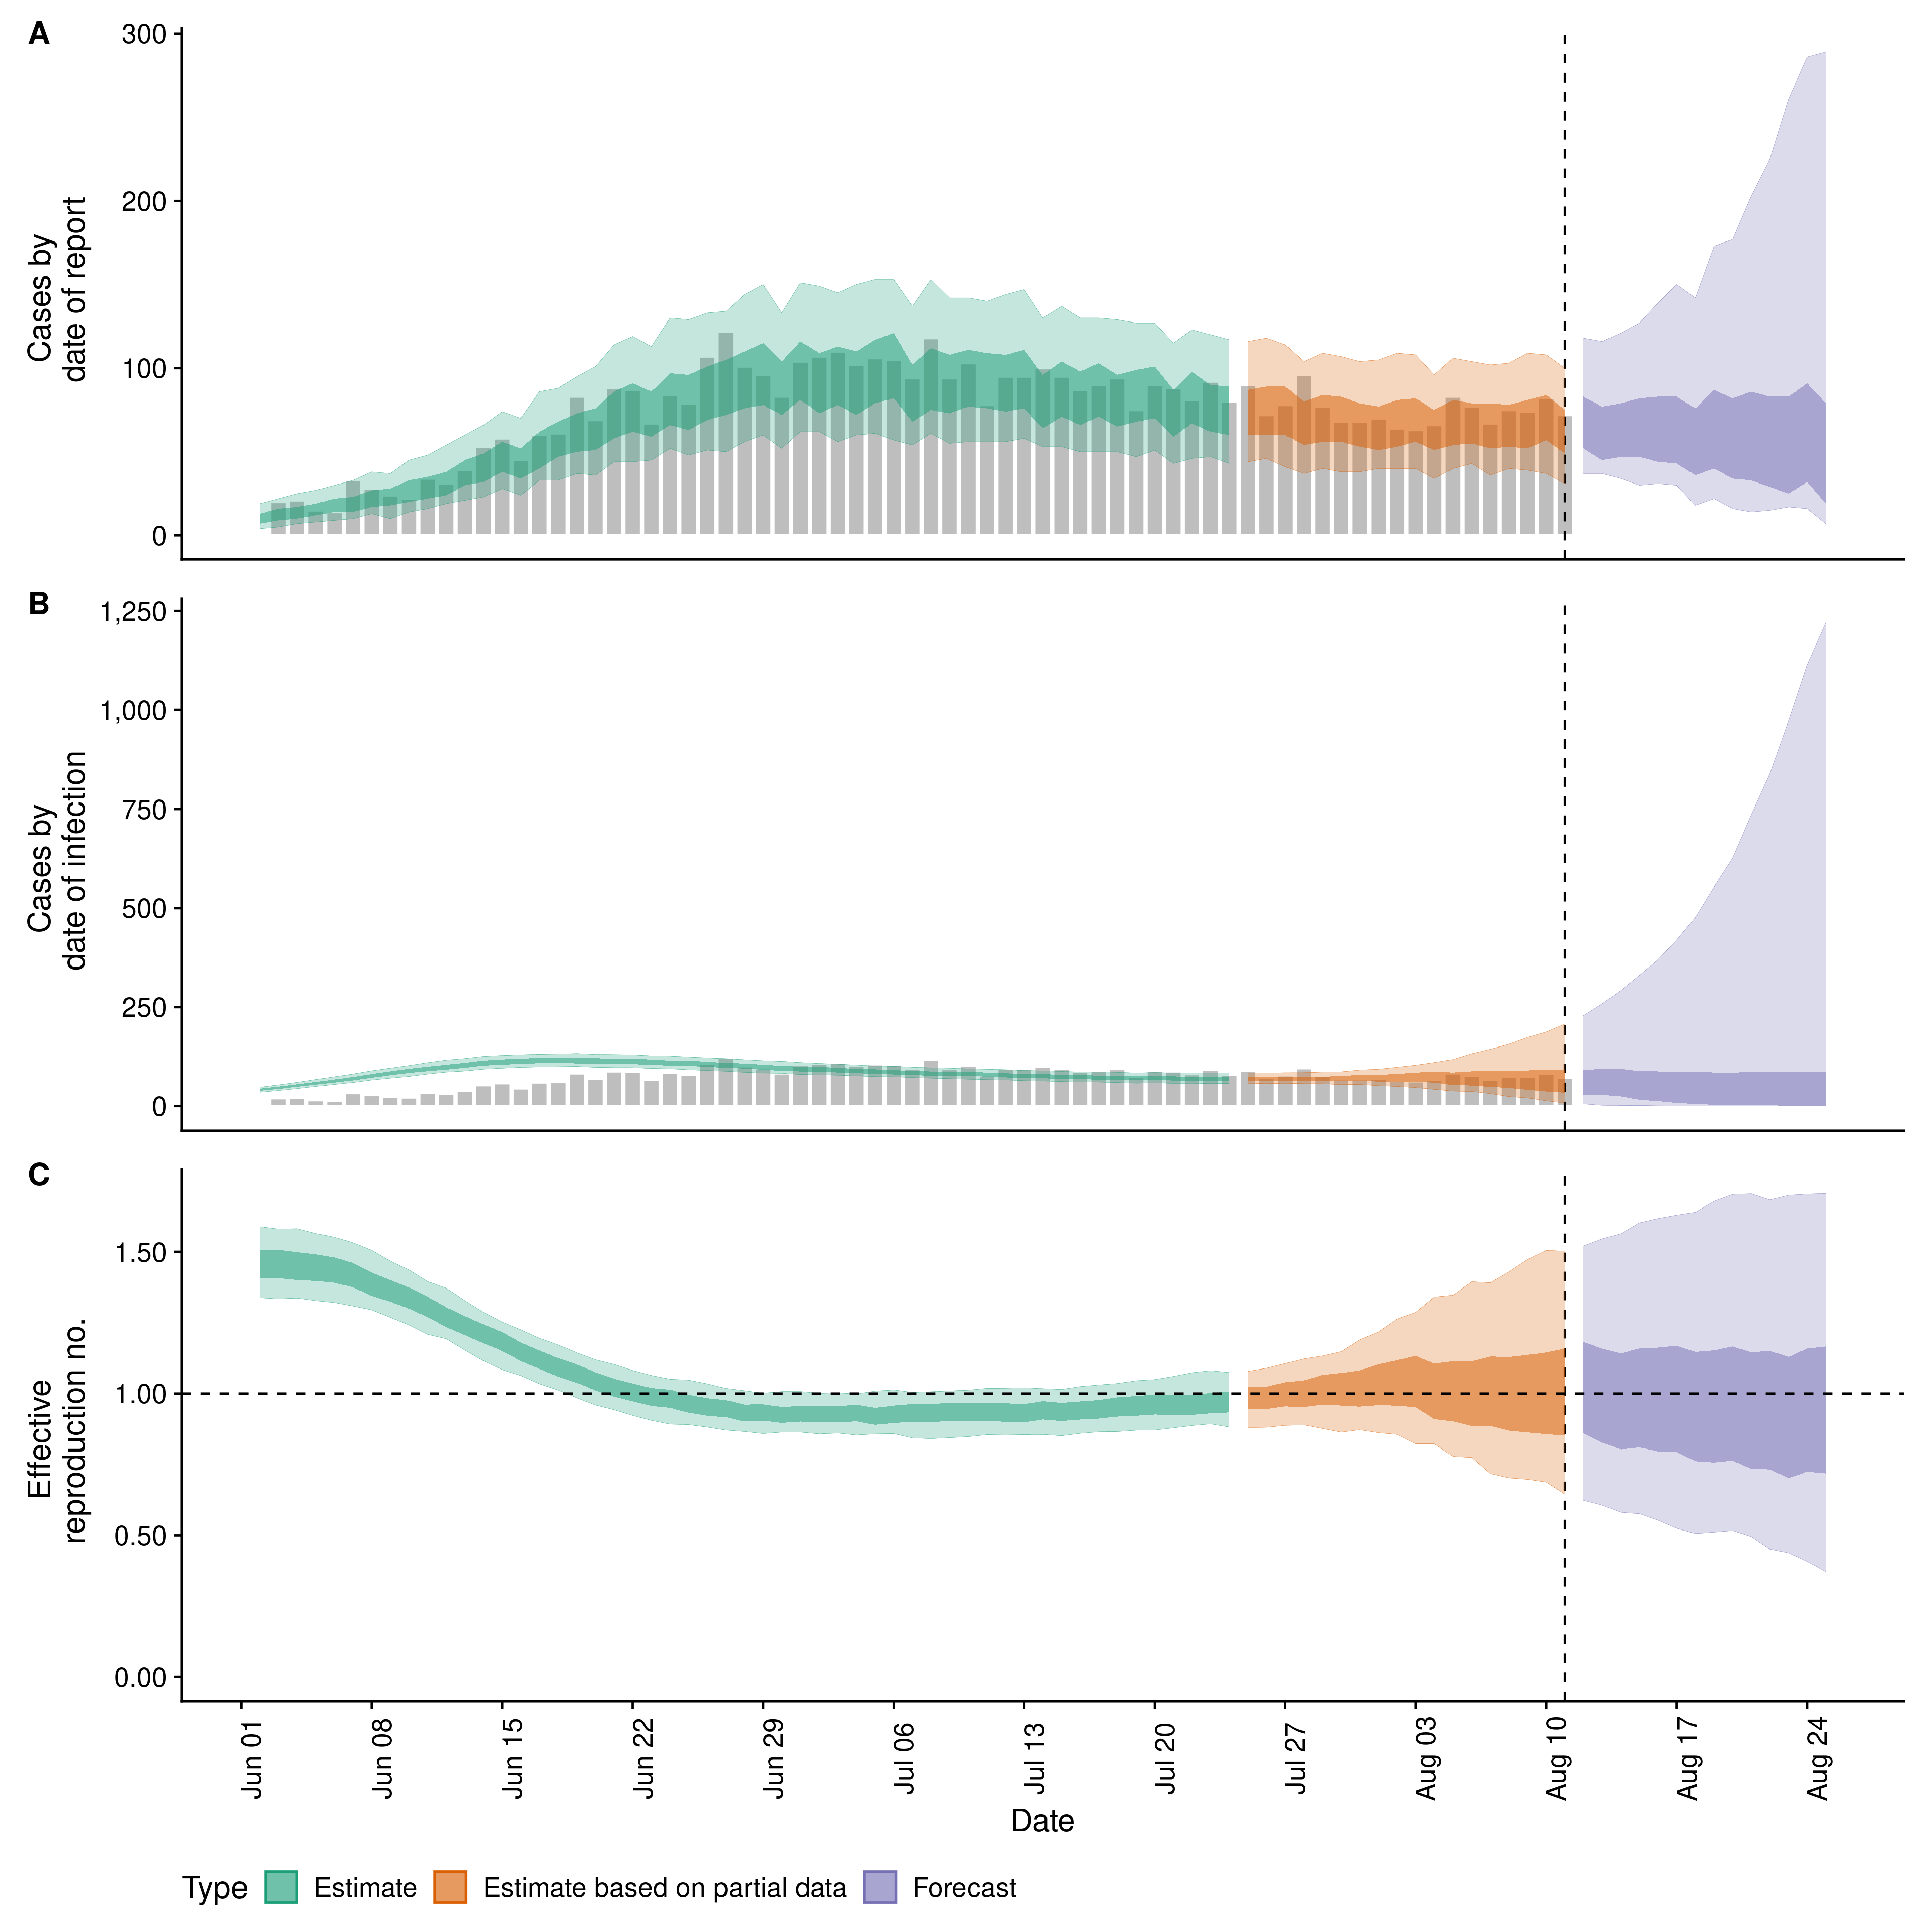 A
300
200
100
0
Cases by
date of report
B
1,250
1,000
750
500
250
0
Cases by
date of infection
C
1.50
1.00
0.50
0.00
Effective
reproduction no.
Jun 01
Jun 08
Jun 15
Jun 22
Jun 29
Jul 06
Jul 13
Jul 20
Jul 27
Aug 03
Aug 10
Aug 17
Aug 24
Date
Type Estimate Estimate based on partial data Forecast